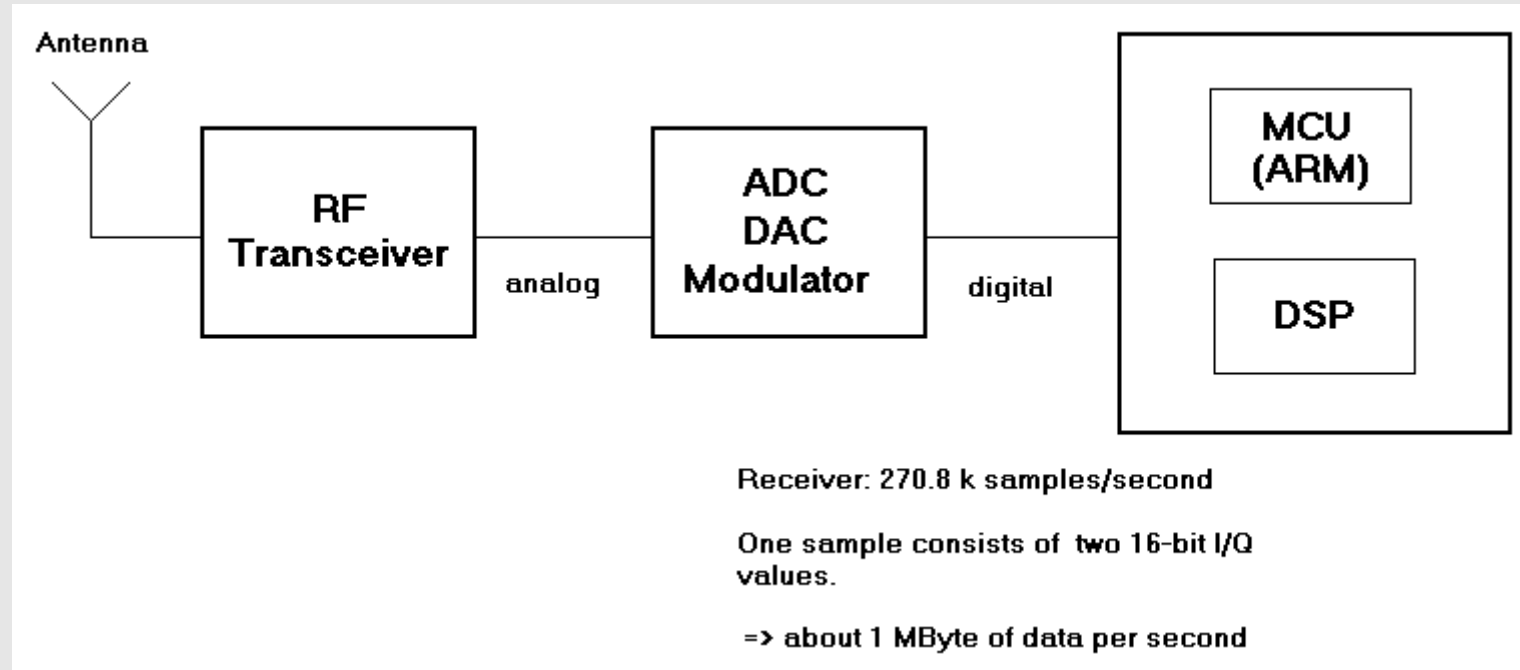 Antenna
RF
Transceiver
analog
ADC
DAC
Modulator
digital
MCU
(ARM)
DSP
Receiver: 270.8 k samples/second
One sample consists of two 16-bit I/Q
values.
=> about 1 MByte of data per second